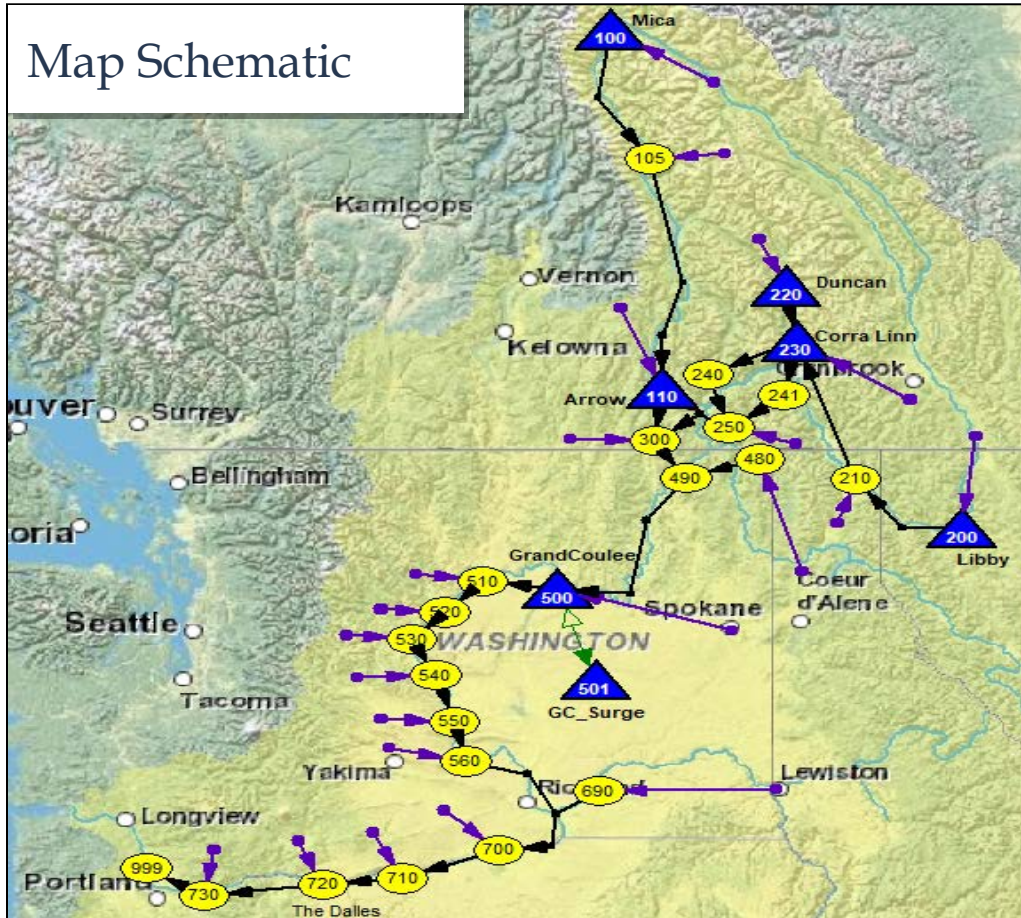 Map Schematic
Mica
100
105
Kamloops
Vernon
Duncan
220
Corra Linn
230
Kelowna
240
241
Arrow
110
250
300
Surrey
480
490
210
Bellingham
200
Libby
GrandCoulee
500
510
520
530
Spokane
Coeur
d'Alene
Seattle
WASHINGTON
540
501
GC_Surge
Tacoma
550
560
Yakima
690
Lewiston
Longview
700
710
720
730
999
Portland
The Dalles